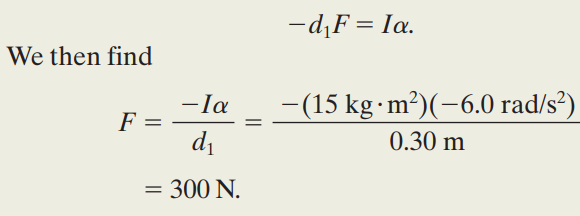 −d₁F = Iα.
We then find
F = −Iα / d₁ = −(15 kg·m²)(−6.0 rad/s²) / 0.30 m
= 300 N.